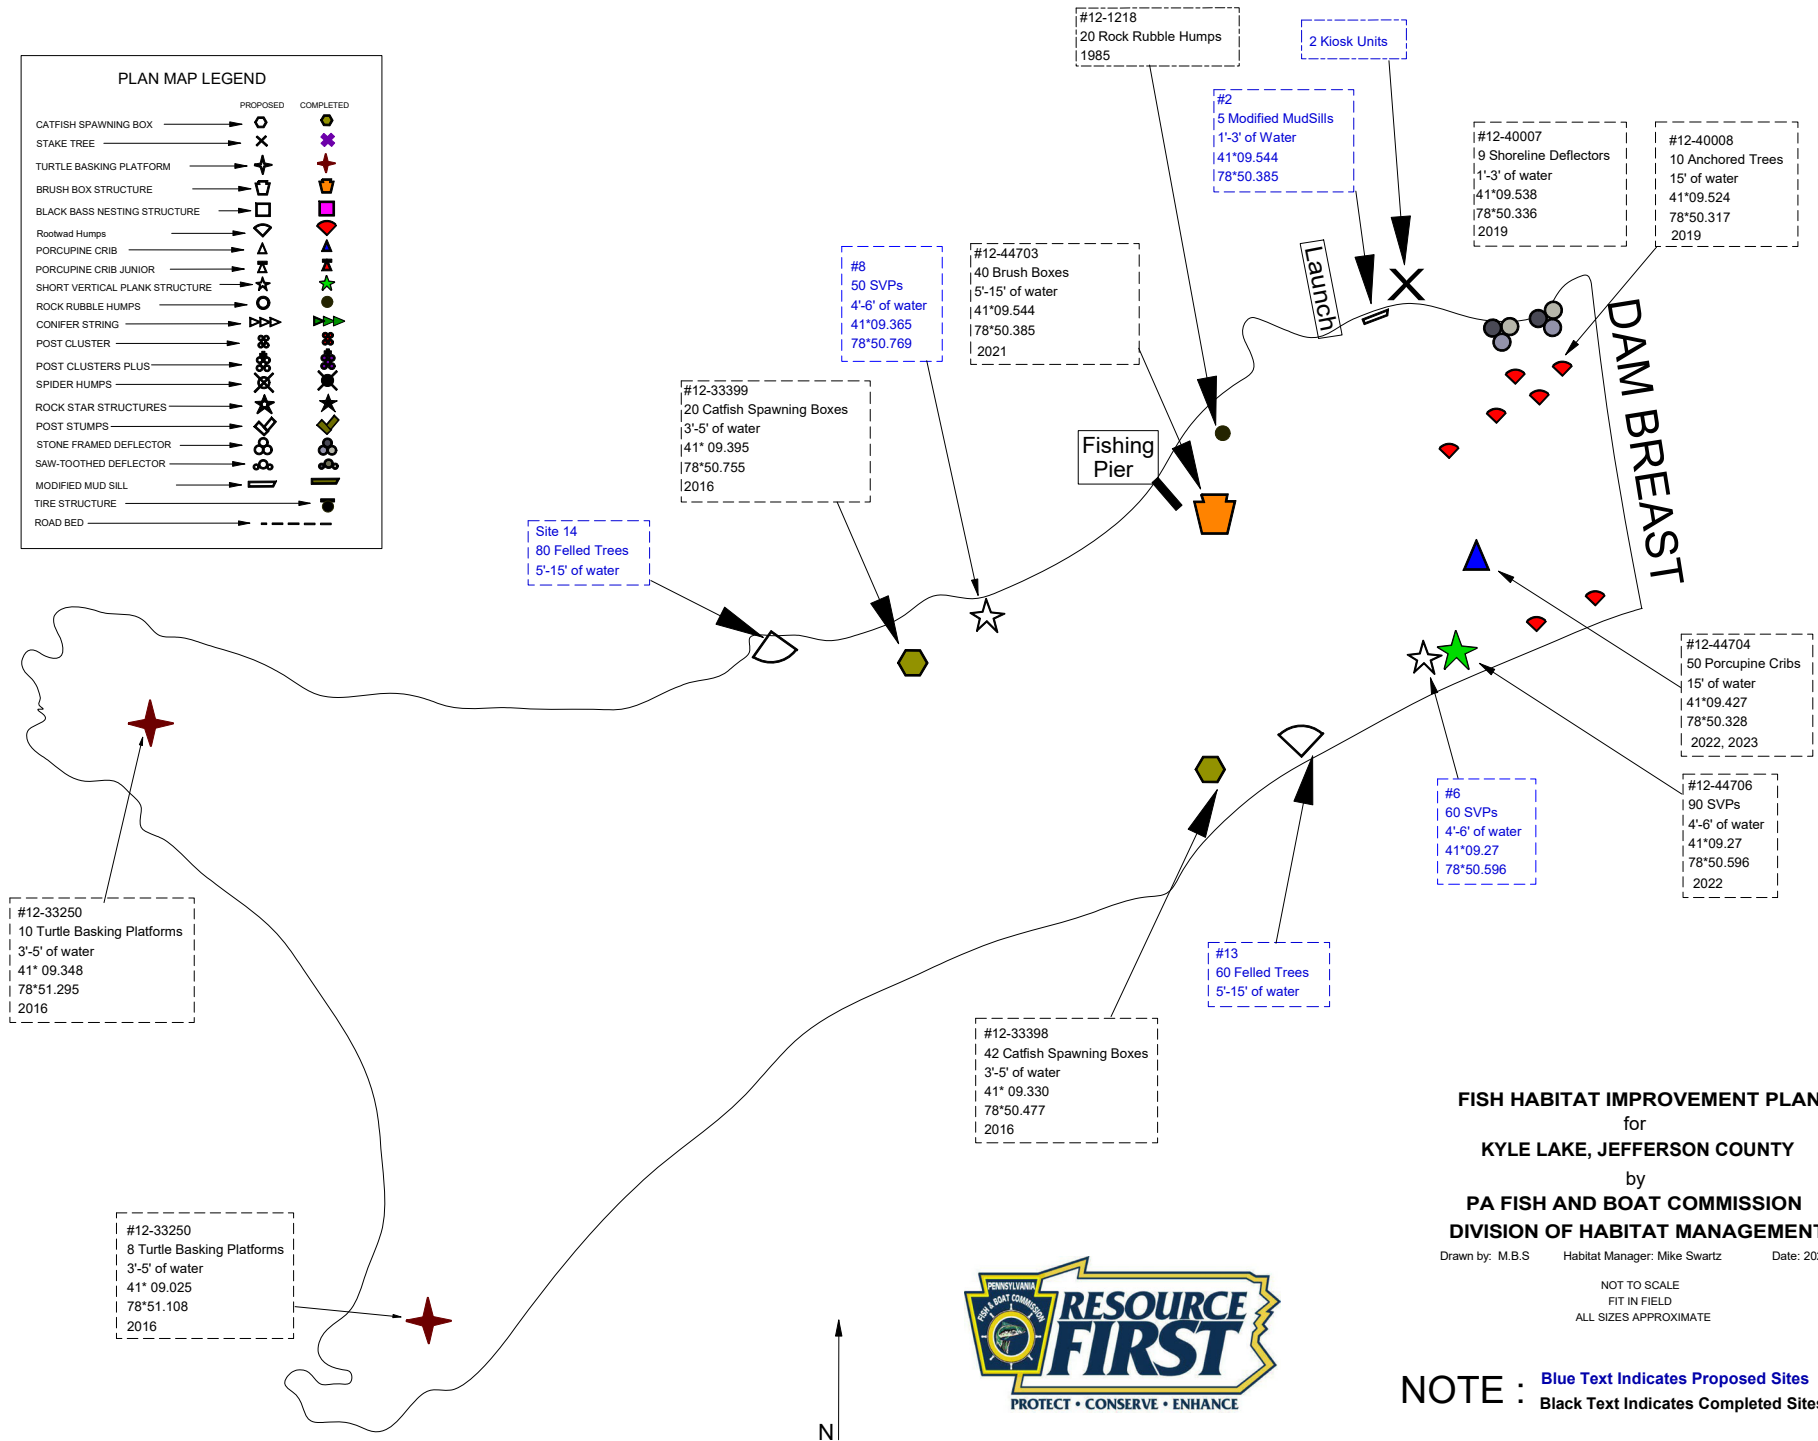 PLAN MAP LEGEND
PROPOSED COMPLETED
CATFISH SPAWNING BOX
STAKE TREE
TURTLE BASKING PLATFORM
BRUSH BOX STRUCTURE
BLACK BASS NESTING STRUCTURE
Rootwad Humps
PORCUPINE CRIB
PORCUPINE CRIB JUNIOR
SHORT VERTICAL PLANK STRUCTURE
ROCK RUBBLE HUMPS
CONIFER STRING
POST CLUSTER
POST CLUSTERS PLUS
SPIDER HUMPS
ROCK STAR STRUCTURES
POST STUMPS
STONE FRAMED DEFLECTOR
SAW-TOOTHED DEFLECTOR
MODIFIED MUD SILL
TIRE STRUCTURE
ROAD BED
#12-1218
20 Rock Rubble Humps
1985
2 Kiosk Units
#2
5 Modified MudSills
1'-3' of Water
41*09.544
78*50.385
#12-40007
9 Shoreline Deflectors
1'-3' of water
41*09.538
78*50.336
2019
#12-40008
10 Anchored Trees
15' of water
41*09.524
78*50.317
2019
#8
50 SVPs
4'-6' of water
41*09.365
78*50.769
#12-44703
40 Brush Boxes
5'-15' of water
41*09.544
78*50.385
2021
Launch
DAM BREAST
#12-33399
20 Catfish Spawning Boxes
3'-5' of water
41* 09.395
78*50.755
2016
Fishing
Pier
Site 14
80 Felled Trees
5'-15' of water
#12-44704
50 Porcupine Cribs
15' of water
41*09.427
78*50.328
2022, 2023
#6
60 SVPs
4'-6' of water
41*09.27
78*50.596
#12-44706
90 SVPs
4'-6' of water
41*09.27
78*50.596
2022
#12-33250
10 Turtle Basking Platforms
3'-5' of water
41* 09.348
78*51.295
2016
#13
60 Felled Trees
5'-15' of water
#12-33398
42 Catfish Spawning Boxes
3'-5' of water
41* 09.330
78*50.477
2016
#12-33250
8 Turtle Basking Platforms
3'-5' of water
41* 09.025
78*51.108
2016
FISH HABITAT IMPROVEMENT PLAN
for
KYLE LAKE, JEFFERSON COUNTY
by
PA FISH AND BOAT COMMISSION
DIVISION OF HABITAT MANAGEMENT
Drawn by: M.B.S Habitat Manager: Mike Swartz Date: 202
NOT TO SCALE
FIT IN FIELD
ALL SIZES APPROXIMATE
PENNSYLVANIA
FISH & BOAT COMMISSION
RESOURCE
FIRST
PROTECT • CONSERVE • ENHANCE
N
NOTE : Blue Text Indicates Proposed Sites
Black Text Indicates Completed Sites